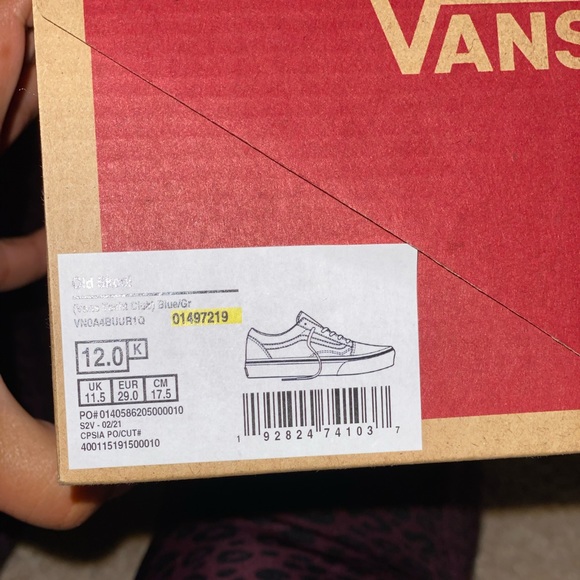 VANS
Old Skool
Blue/Gr
VN0A4BUUR1Q 01497219
12.0 K
UK EUR CM
11.5 29.0 17.5
PO# 0140586205000010
S2V - 02/21
CPSIA PO/CUT#
400115191500010
1 92824 74103 7